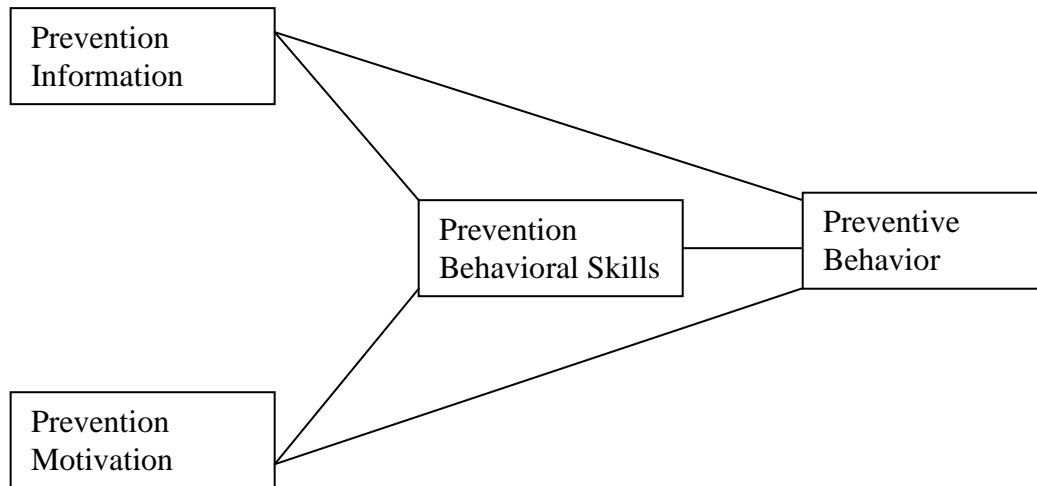 Prevention
Information
Prevention
Behavioral Skills
Preventive
Behavior
Prevention
Motivation